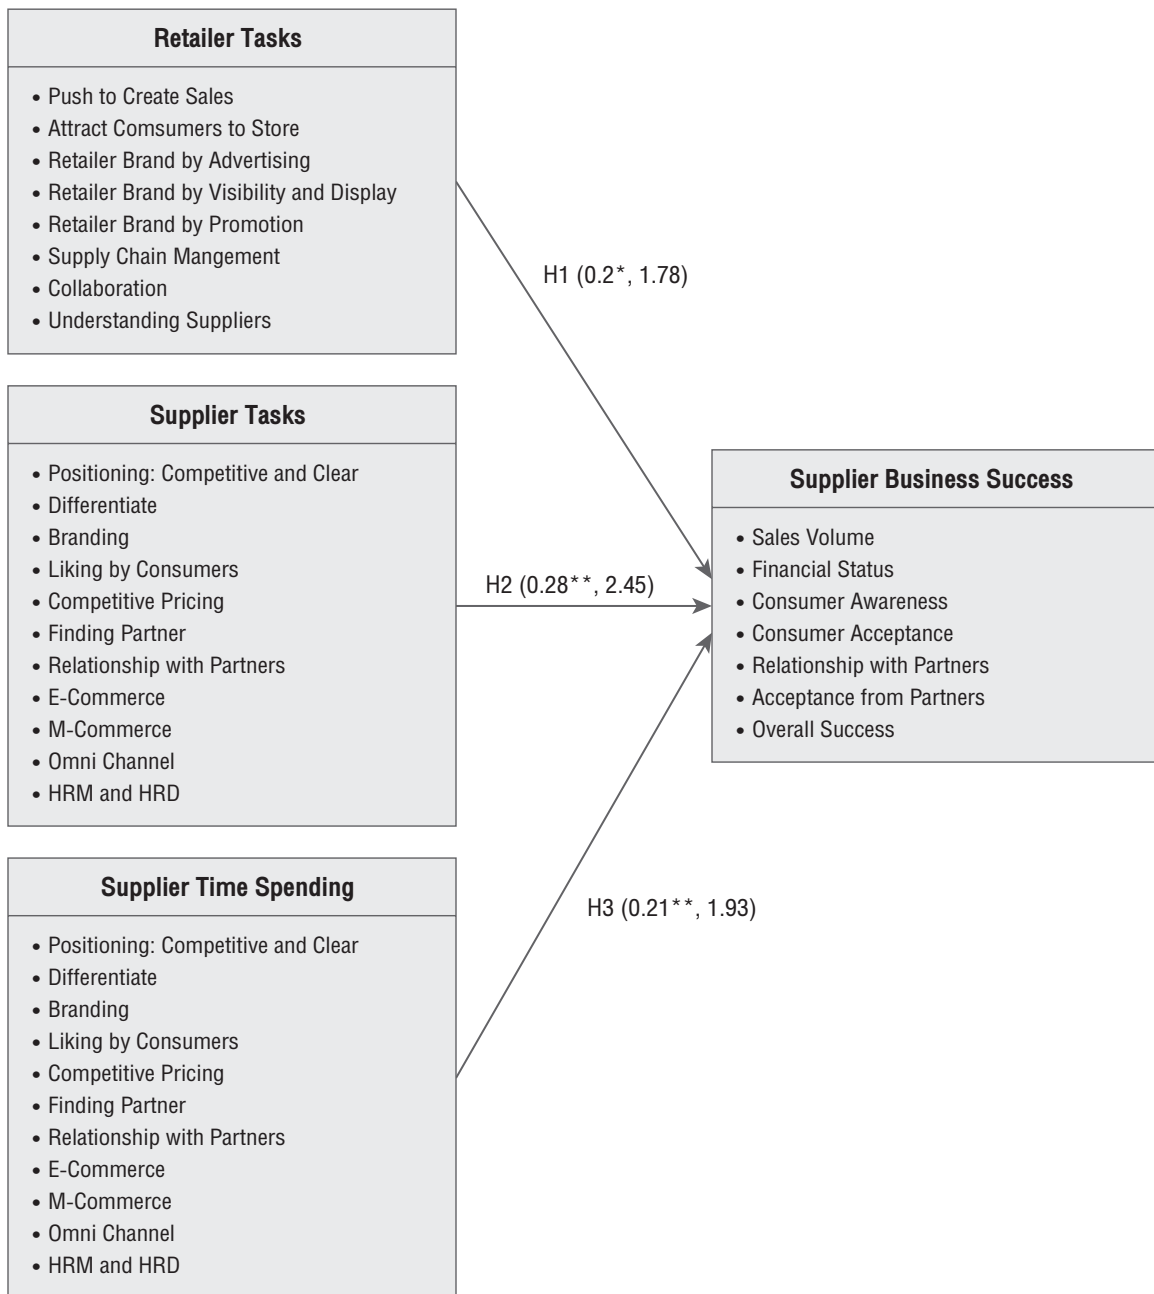 Retailer Tasks
• Push to Create Sales
• Attract Comsumers to Store
• Retailer Brand by Advertising
• Retailer Brand by Visibility and Display
• Retailer Brand by Promotion
• Supply Chain Mangement
• Collaboration
• Understanding Suppliers
H1 (0.2*, 1.78)
Supplier Tasks
• Positioning: Competitive and Clear
• Differentiate
• Branding
• Liking by Consumers
• Competitive Pricing
• Finding Partner
• Relationship with Partners
• E-Commerce
• M-Commerce
• Omni Channel
• HRM and HRD
H2 (0.28**, 2.45)
Supplier Business Success
• Sales Volume
• Financial Status
• Consumer Awareness
• Consumer Acceptance
• Relationship with Partners
• Acceptance from Partners
• Overall Success
Supplier Time Spending
• Positioning: Competitive and Clear
• Differentiate
• Branding
• Liking by Consumers
• Competitive Pricing
• Finding Partner
• Relationship with Partners
• E-Commerce
• M-Commerce
• Omni Channel
• HRM and HRD
H3 (0.21**, 1.93)